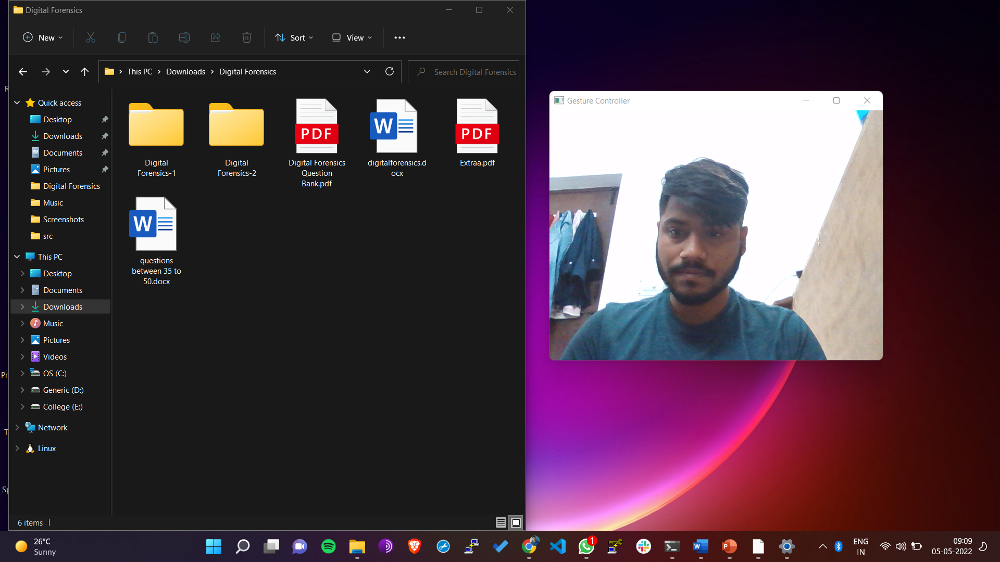 Digital Forensics
New
Sort
View
This PC
Downloads
Digital Forensics
Search Digital Forensics
Quick access
Desktop
Downloads
Documents
Pictures
Digital Forensics
Music
Screenshots
src
This PC
Desktop
Documents
Downloads
Music
Pictures
Videos
OS (C:)
Generic (D:)
College (E:)
Network
Linux
Digital
Forensics-1
Digital
Forensics-2
PDF
Digital Forensics
Question
Bank.pdf
W
digitalforensics.d
ocx
PDF
Extraa.pdf
W
questions
between 35 to
50.docx
6 items
Gesture Controller
26°C
Sunny
1
W
P
ENG
IN
09:09
05-05-2022